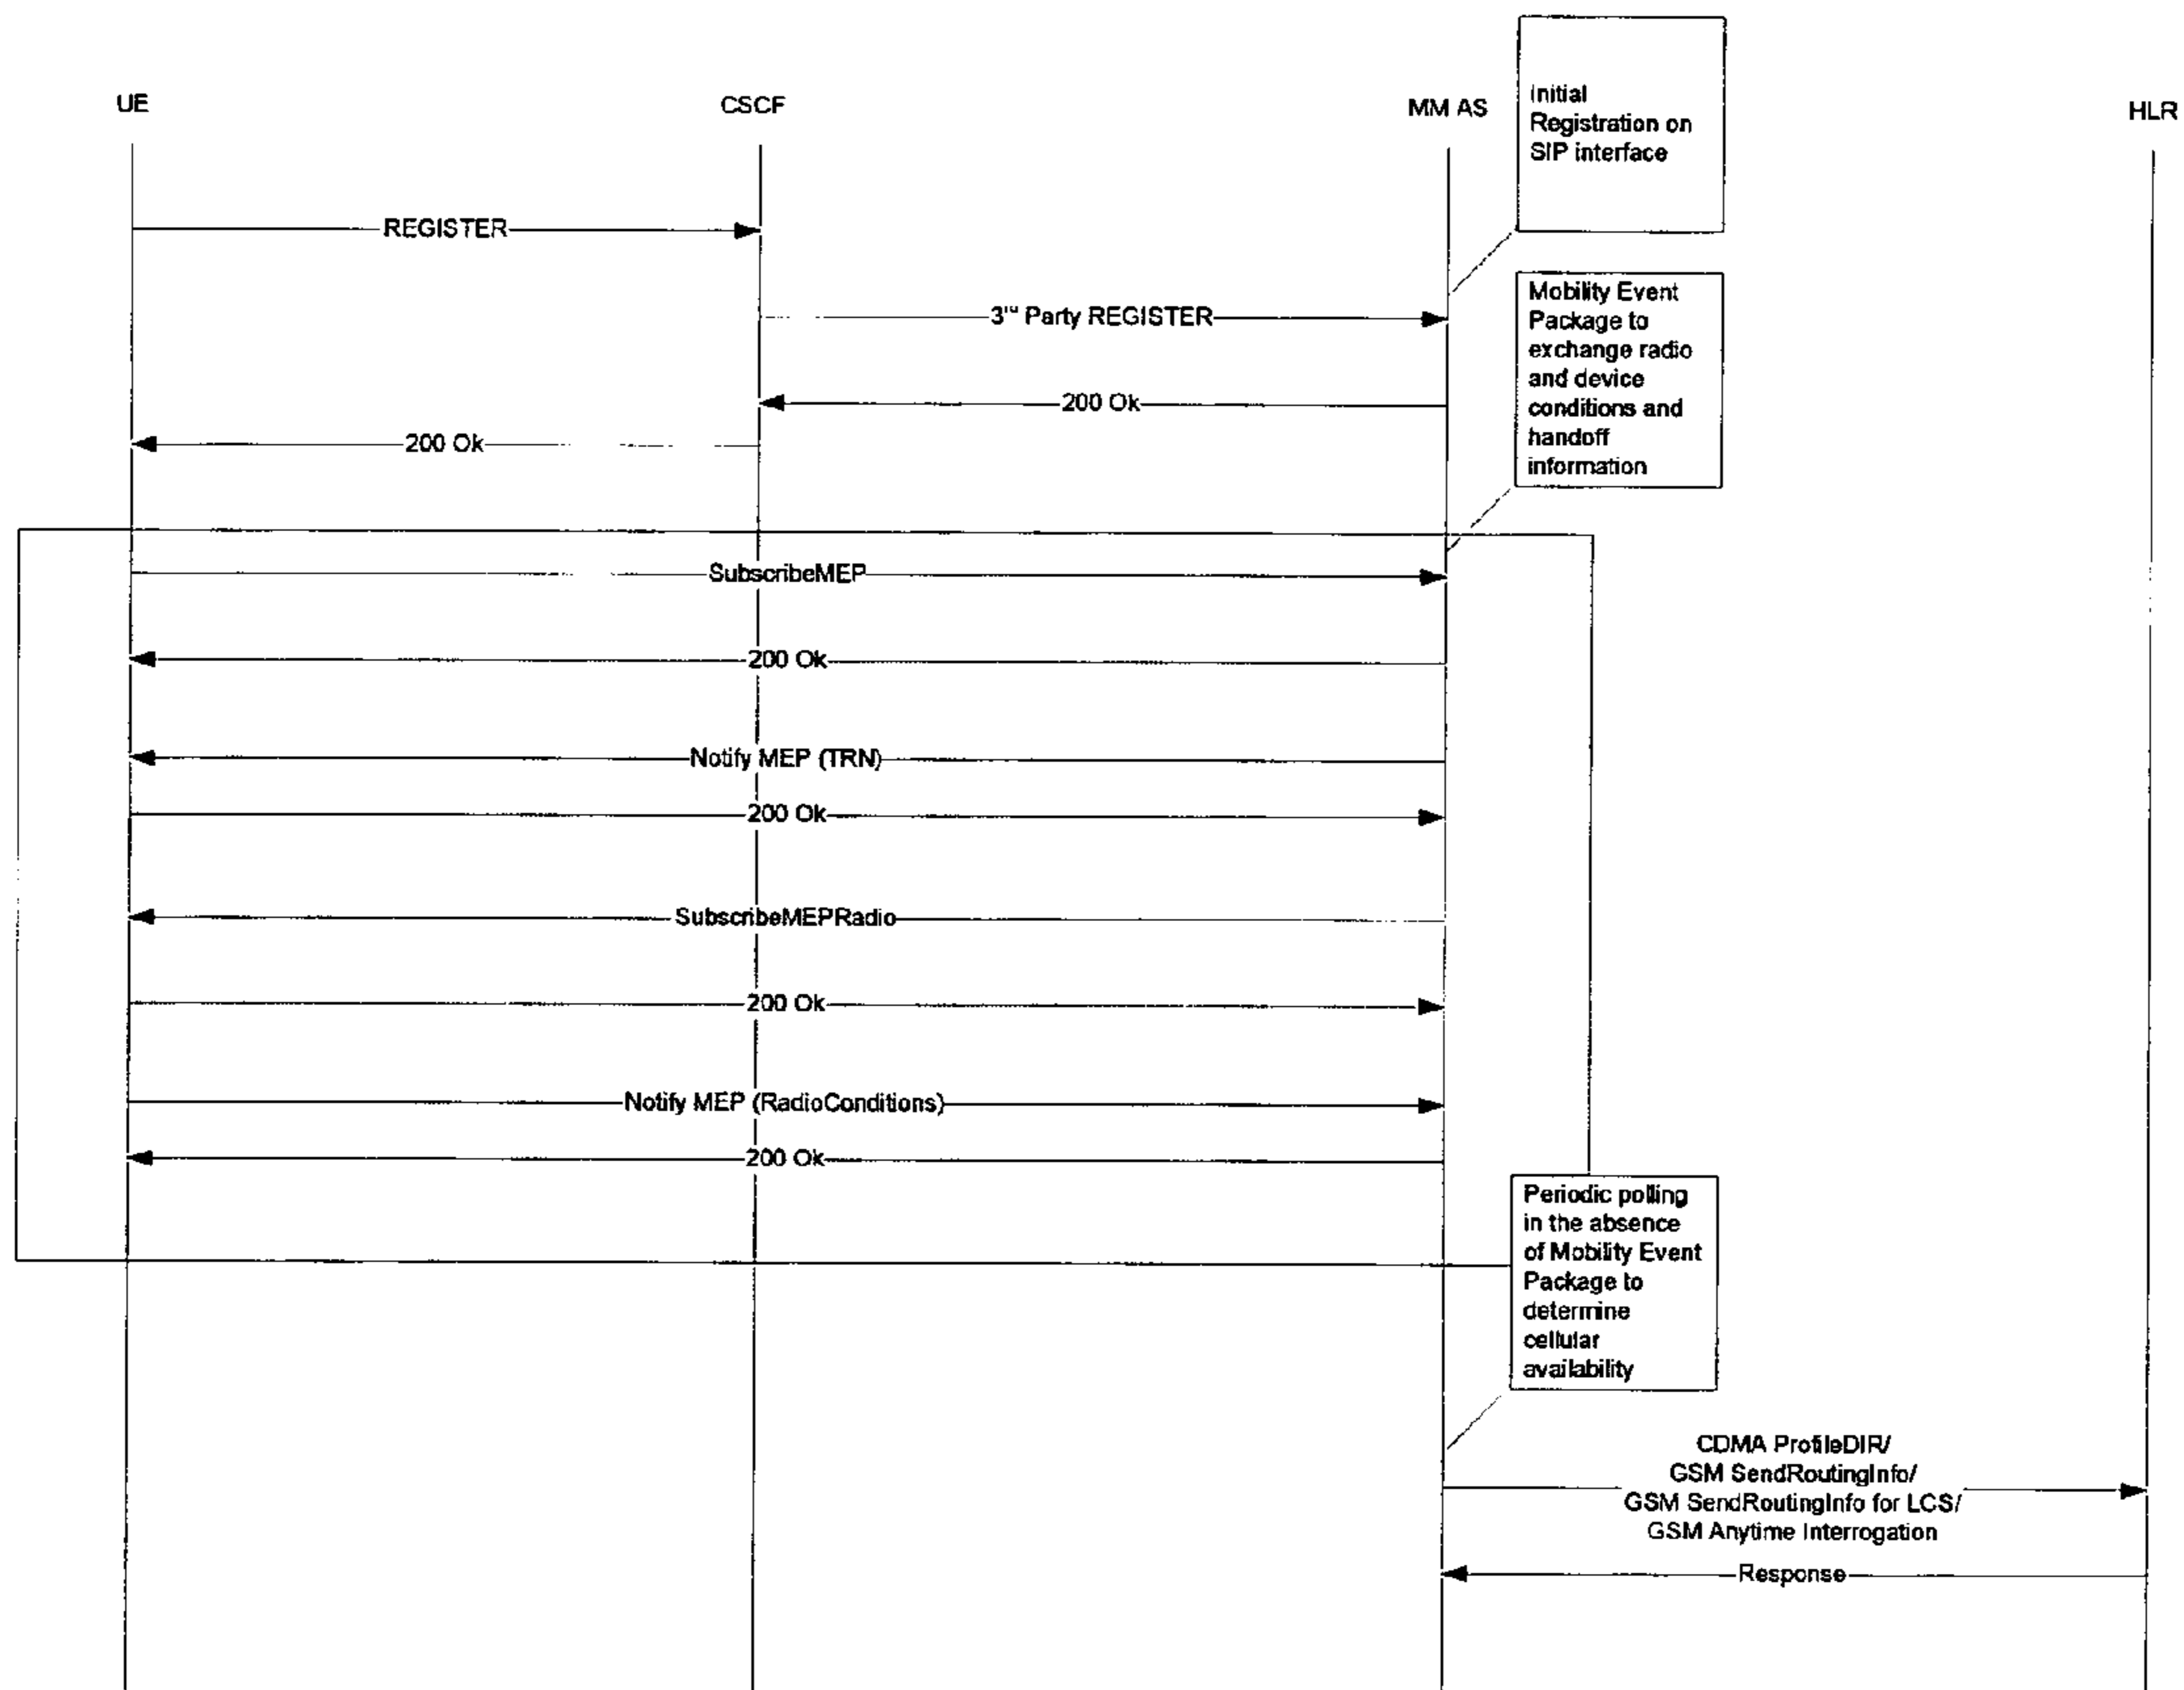 UE
CSCF
MM AS
HLR
Initial
Registration on
SIP interface
REGISTER
3rd Party REGISTER
200 Ok
200 Ok
Mobility Event
Package to
exchange radio
and device
conditions and
handoff
information
SubscribeMEP
200 Ok
Notify MEP (TRN)
200 Ok
SubscribeMEPRadio
200 Ok
Notify MEP (RadioConditions)
200 Ok
Periodic polling
in the absence
of Mobility Event
Package to
determine
cellular
availability
CDMA ProfileDIR/
GSM SendRoutingInfo/
GSM SendRoutingInfo for LCS/
GSM Anytime Interrogation
Response